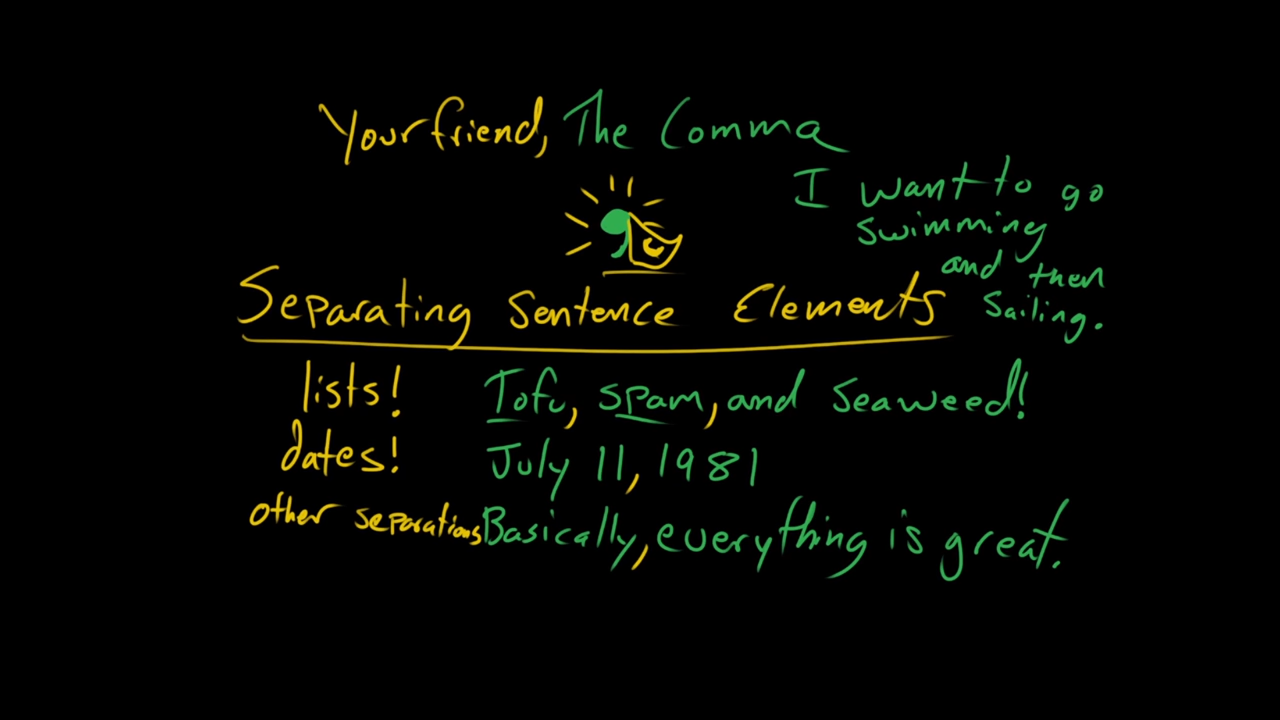 Your friend, The Comma
I want to go
swimming
and then
sailing.
Separating Sentence Elements
lists! Tofu, spam, and seaweed!
dates! July 11, 1981
other separations Basically, everything is great.